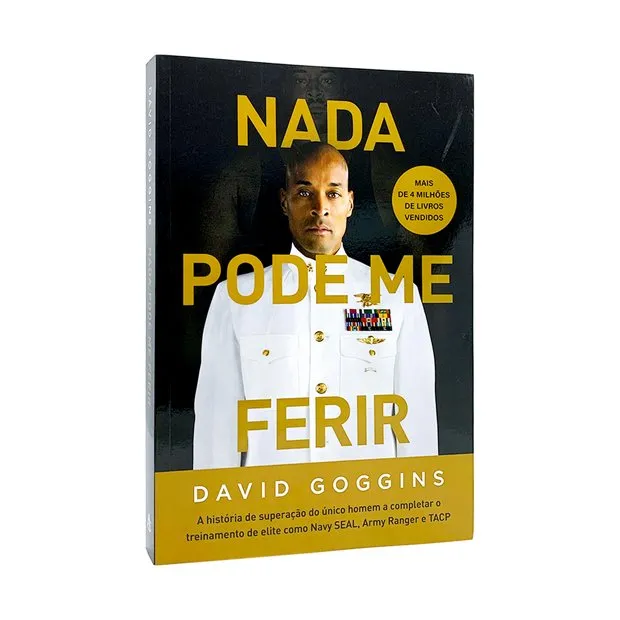 NADA
PODE ME
FERIR
MAIS
DE 4 MILHÕES
DE LIVROS
VENDIDOS
DAVID GOGGINS
A história de superação do único homem a completar o
treinamento de elite como Navy SEAL, Army Ranger e TACP
DAVID GOGGINS NADA PODE ME FERIR